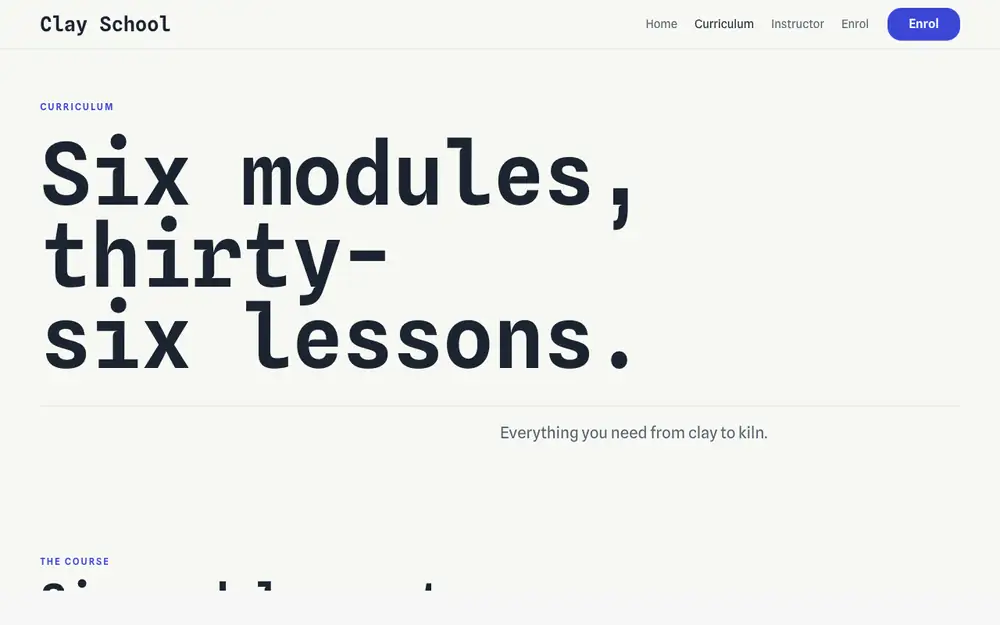 Clay School
Home Curriculum Instructor Enrol Enrol
CURRICULUM
Six modules,
thirty-
six lessons.
Everything you need from clay to kiln.
THE COURSE